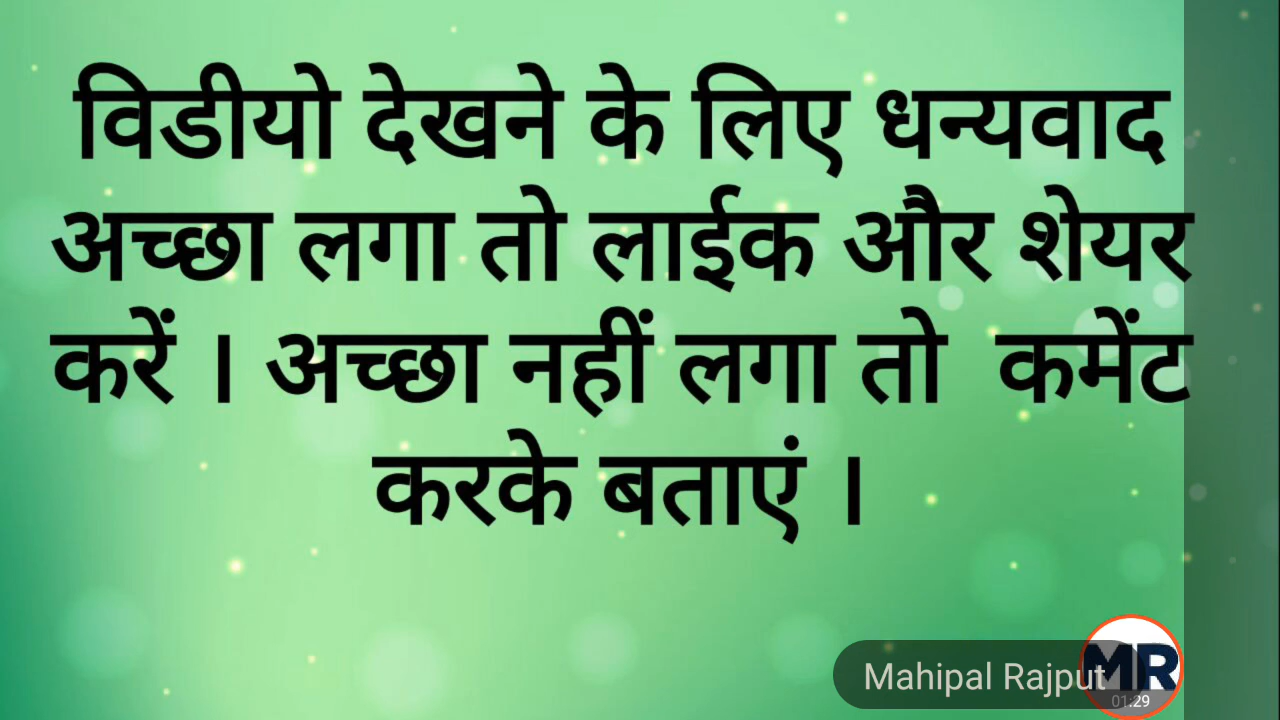 विडीयो देखने के लिए धन्यवाद
अच्छा लगा तो लाईक और शेयर
करें । अच्छा नहीं लगा तो कमेंट
करके बताएं ।
Mahipal Rajput
MR
01:29